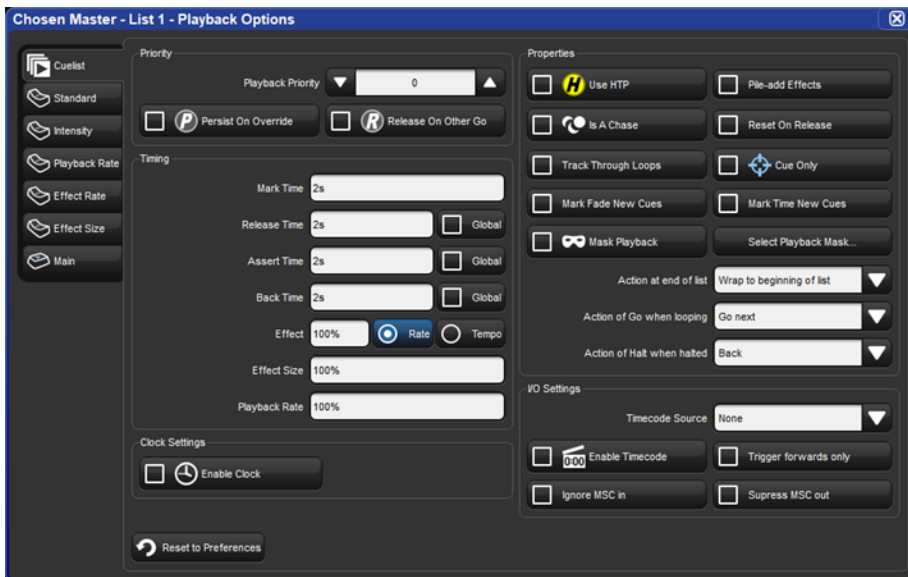 Chosen Master - List 1 - Playback Options
Cuelist
Standard
Intensity
Playback Rate
Effect Rate
Effect Size
Main
Priority
Playback Priority 0
P Persist On Override
R Release On Other Go
Timing
Mark Time 2s
Release Time 2s Global
Assert Time 2s Global
Back Time 2s Global
Effect 100% Rate Tempo
Effect Size 100%
Playback Rate 100%
Clock Settings
Enable Clock
Reset to Preferences
Properties
H Use HTP
Pile-add Effects
Is A Chase
Reset On Release
Track Through Loops
Cue Only
Mark Fade New Cues
Mark Time New Cues
Mask Playback
Select Playback Mask...
Action at end of list Wrap to beginning of list
Action of Go when looping Go next
Action of Halt when halted Back
I/O Settings
Timecode Source None
0:00 Enable Timecode
Trigger forwards only
Ignore MSC in
Supress MSC out